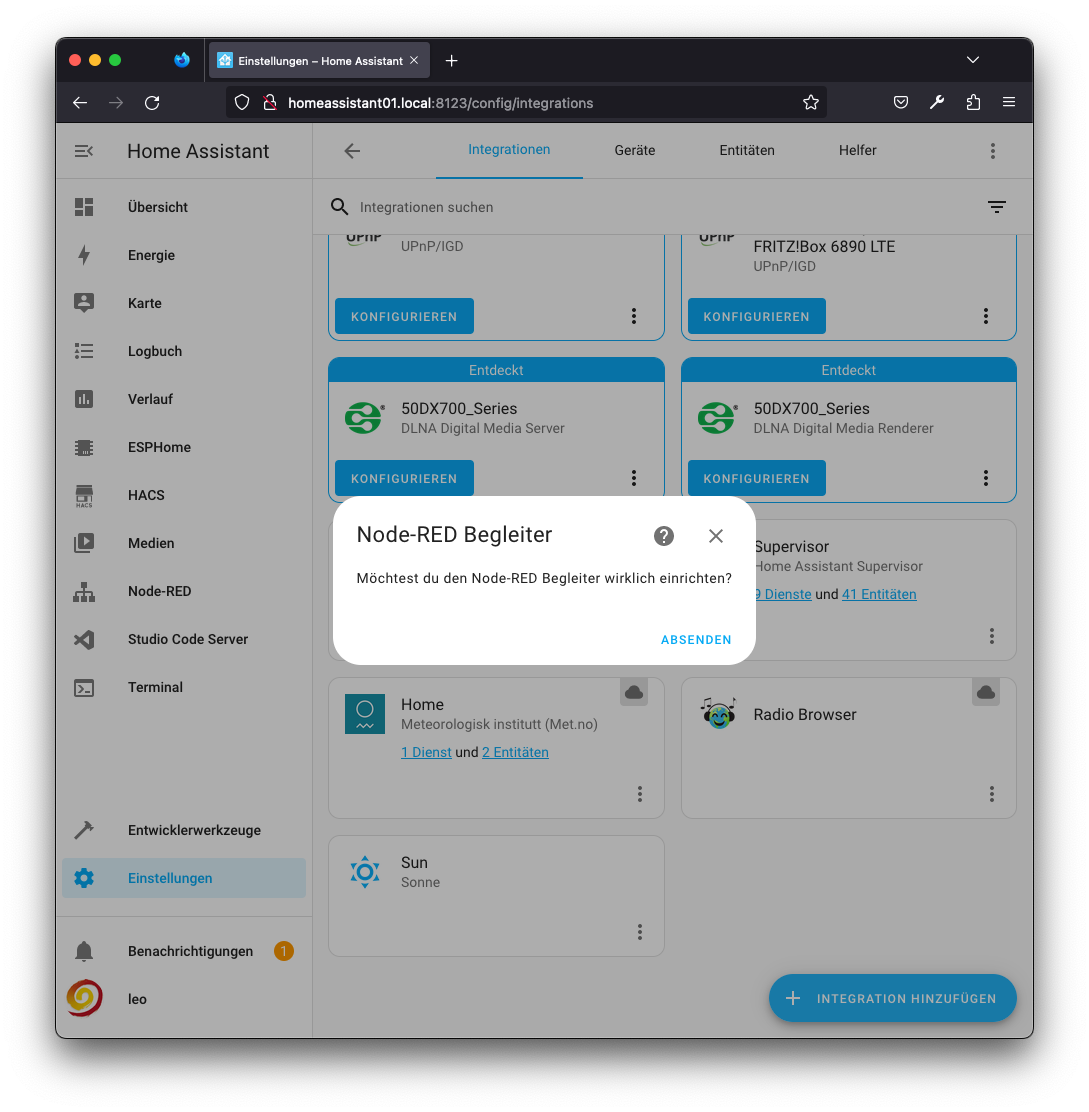 Einstellungen – Home Assistant
homeassistant01.local:8123/config/integrations
Home Assistant
Integrationen
Geräte
Entitäten
Helfer
Übersicht
Energie
Karte
Logbuch
Verlauf
ESPHome
HACS
HACS
Medien
Node-RED
Studio Code Server
Terminal
Entwicklerwerkzeuge
Einstellungen
Benachrichtigungen 1
leo
Integrationen suchen
UPnP
UPnP/IGD
KONFIGURIEREN
UPnP
FRITZ!Box 6890 LTE
UPnP/IGD
KONFIGURIEREN
Entdeckt
50DX700_Series
DLNA Digital Media Server
KONFIGURIEREN
Entdeckt
50DX700_Series
DLNA Digital Media Renderer
KONFIGURIEREN
Node-RED Begleiter
Möchtest du den Node-RED Begleiter wirklich einrichten?
ABSENDEN
Supervisor
Home Assistant Supervisor
9 Dienste und 41 Entitäten
Home
Meteorologisk institutt (Met.no)
1 Dienst und 2 Entitäten
Radio Browser
Sun
Sonne
INTEGRATION HINZUFÜGEN